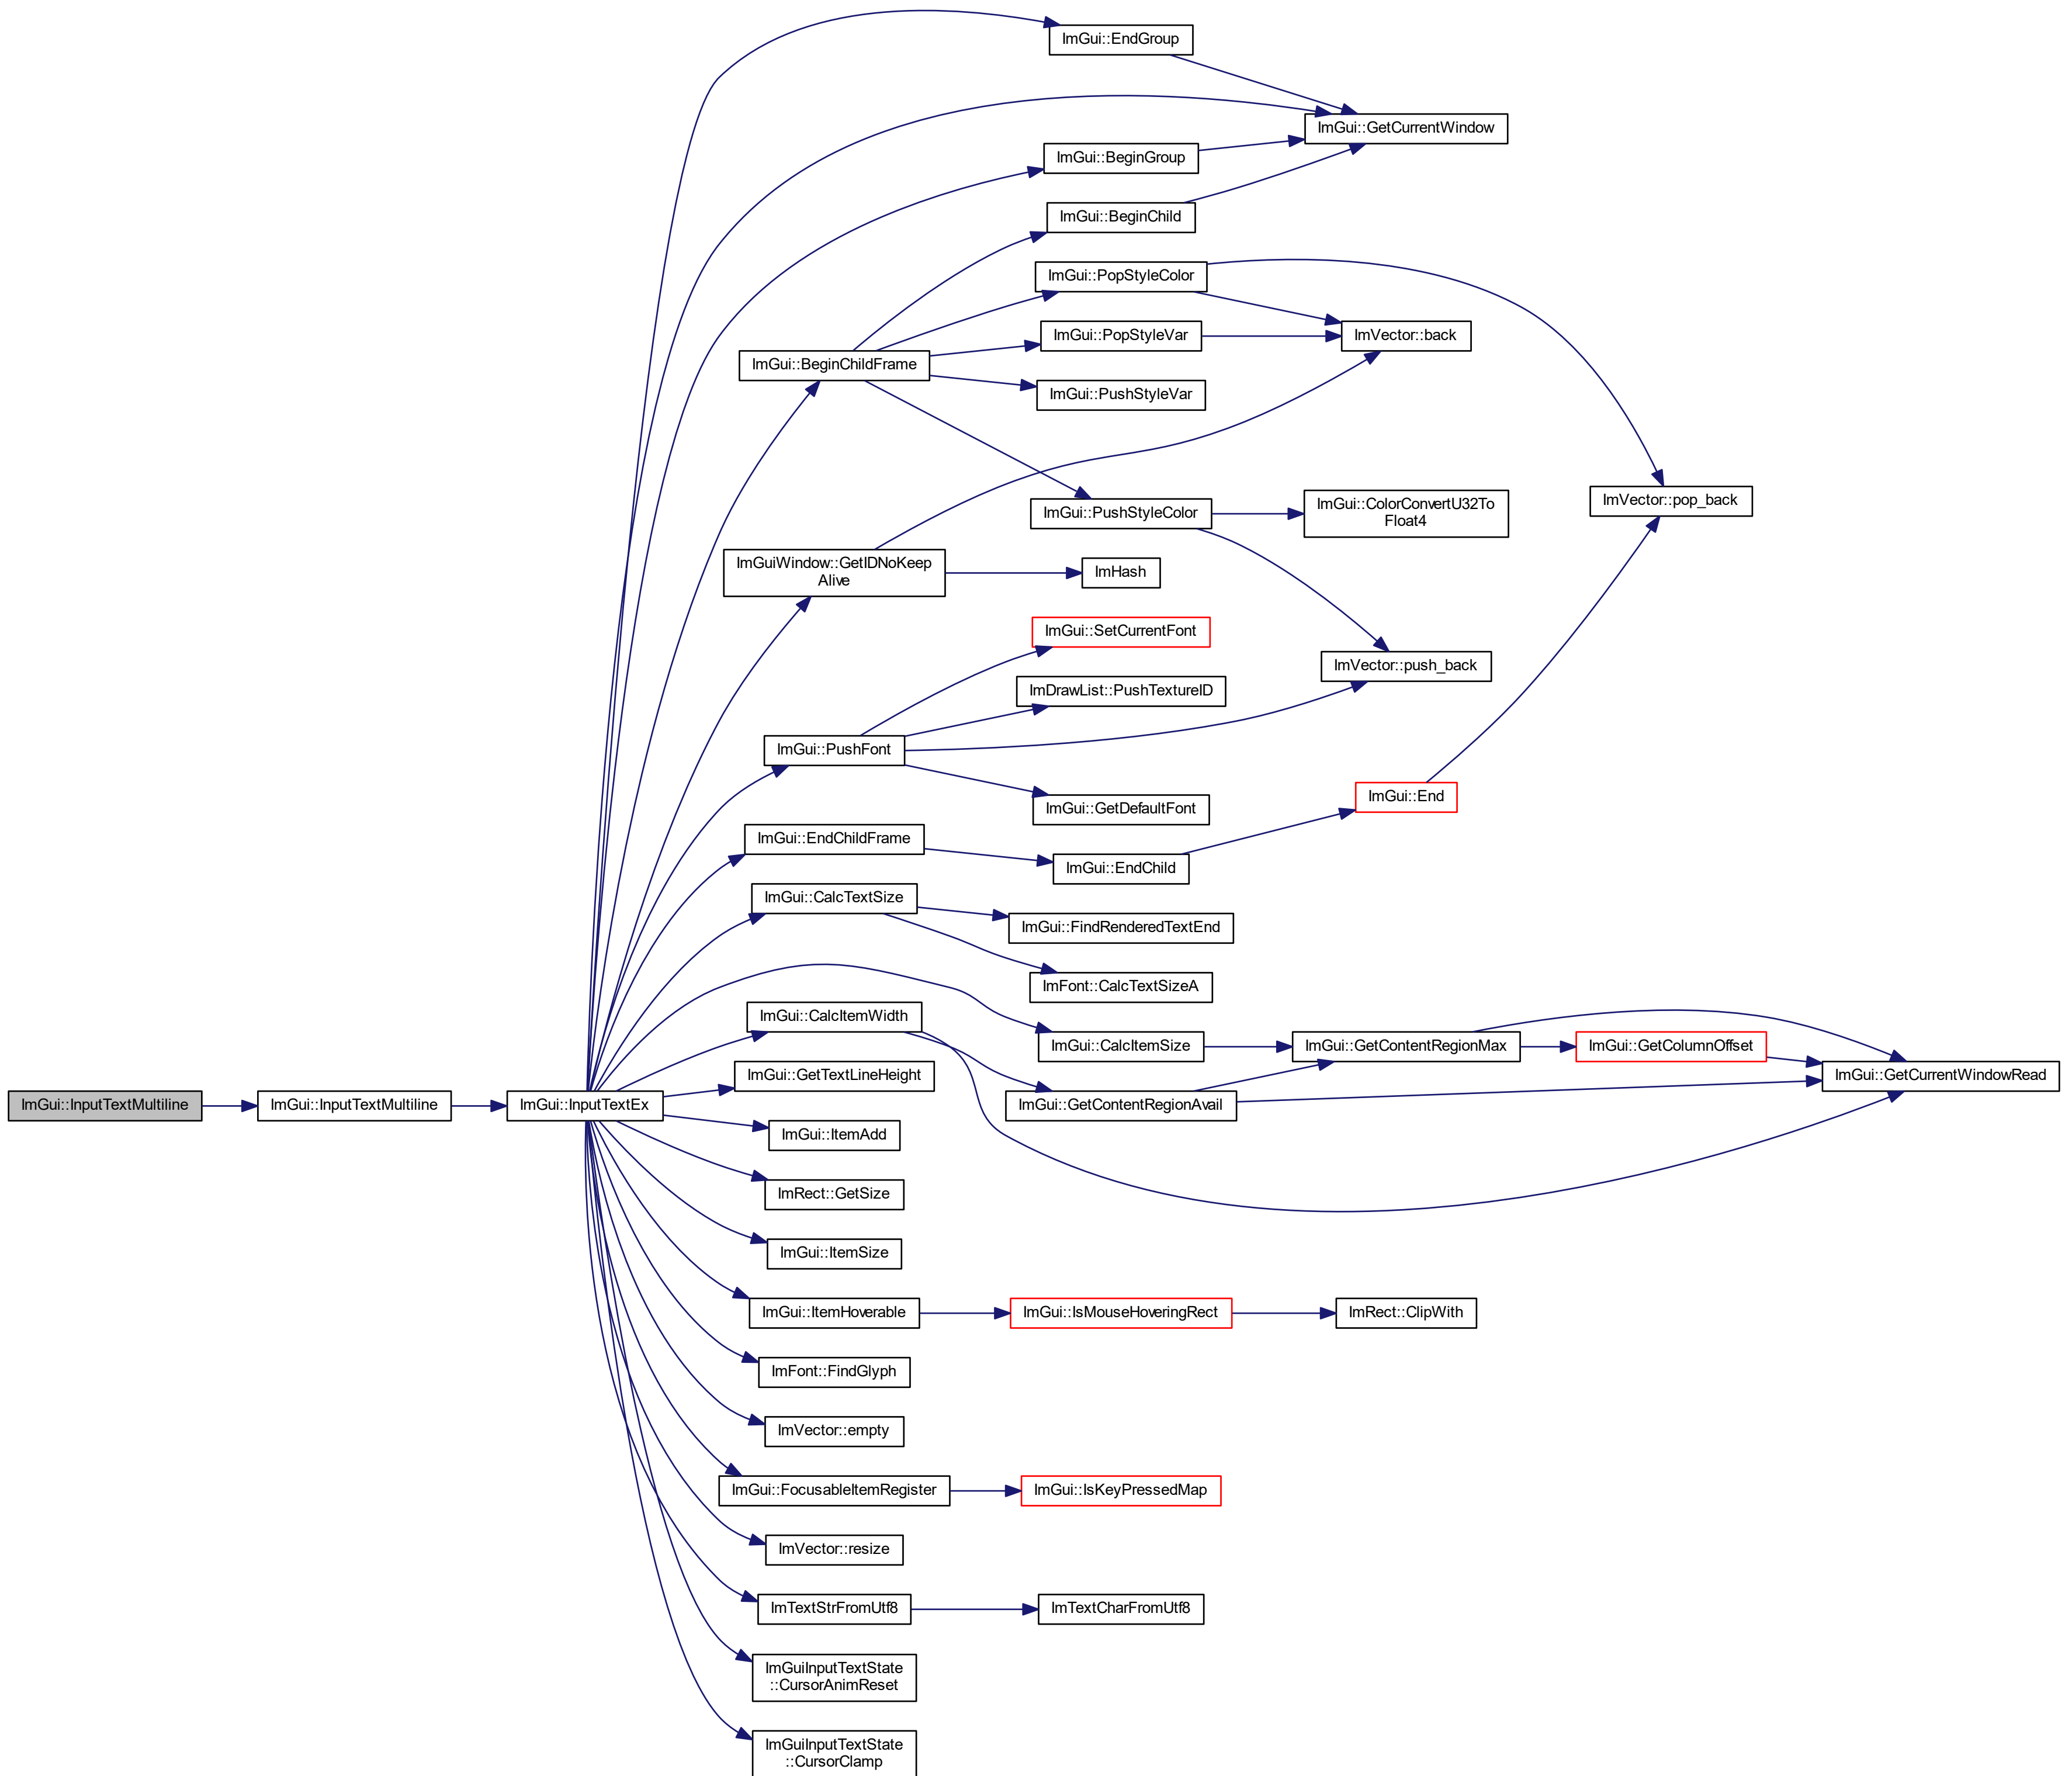 ImGui::EndGroup
ImGui::GetCurrentWindow
ImGui::BeginGroup
ImGui::BeginChild
ImGui::PopStyleColor
ImGui::PopStyleVar
ImVector::back
ImGui::BeginChildFrame
ImGui::PushStyleVar
ImVector::pop_back
ImGui::PushStyleColor
ImGui::ColorConvertU32To
Float4
ImGuiWindow::GetIDNoKeep
Alive
ImHash
ImGui::SetCurrentFont
ImVector::push_back
ImDrawList::PushTextureID
ImGui::PushFont
ImGui::End
ImGui::GetDefaultFont
ImGui::EndChildFrame
ImGui::EndChild
ImGui::CalcTextSize
ImGui::FindRenderedTextEnd
ImFont::CalcTextSizeA
ImGui::CalcItemWidth
ImGui::CalcItemSize
ImGui::GetContentRegionMax
ImGui::GetColumnOffset
ImGui::GetCurrentWindowRead
ImGui::GetTextLineHeight
ImGui::InputTextMultiline
ImGui::InputTextMultiline
ImGui::InputTextEx
ImGui::GetContentRegionAvail
ImGui::ItemAdd
ImRect::GetSize
ImGui::ItemSize
ImGui::ItemHoverable
ImGui::IsMouseHoveringRect
ImRect::ClipWith
ImFont::FindGlyph
ImVector::empty
ImGui::FocusableItemRegister
ImGui::IsKeyPressedMap
ImVector::resize
ImTextStrFromUtf8
ImTextCharFromUtf8
ImGuiInputTextState
::CursorAnimReset
ImGuiInputTextState
::CursorClamp